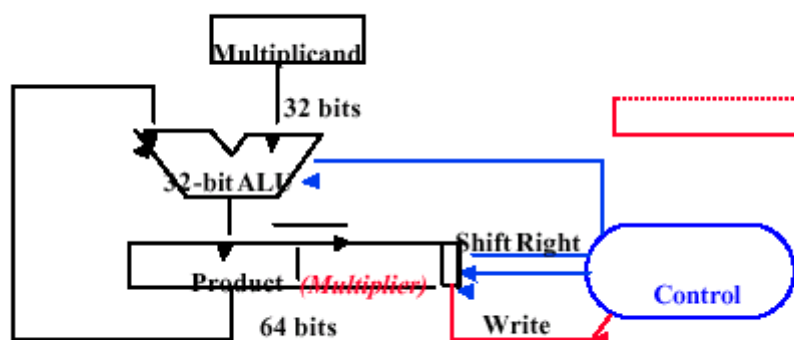 Multiplicand
32 bits
32-bit ALU
Shift Right
Product (Multiplier)
Control
64 bits
Write